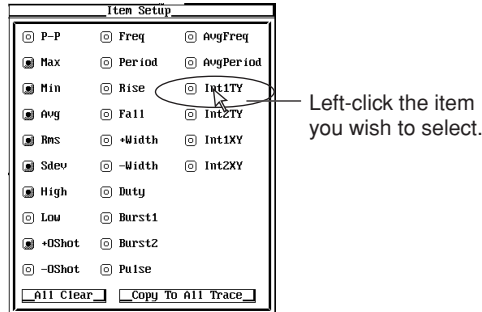 Item Setup
P-P Freq AvgFreq
Max Period AvgPeriod
Min Rise Int1TY
Avg Fall Int2TY
Rms +Width Int1XY
Sdev -Width Int2XY
High Duty
Low Burst1
+OShot Burst2
-OShot Pulse
All Clear Copy To All Trace
Left-click the item
you wish to select.